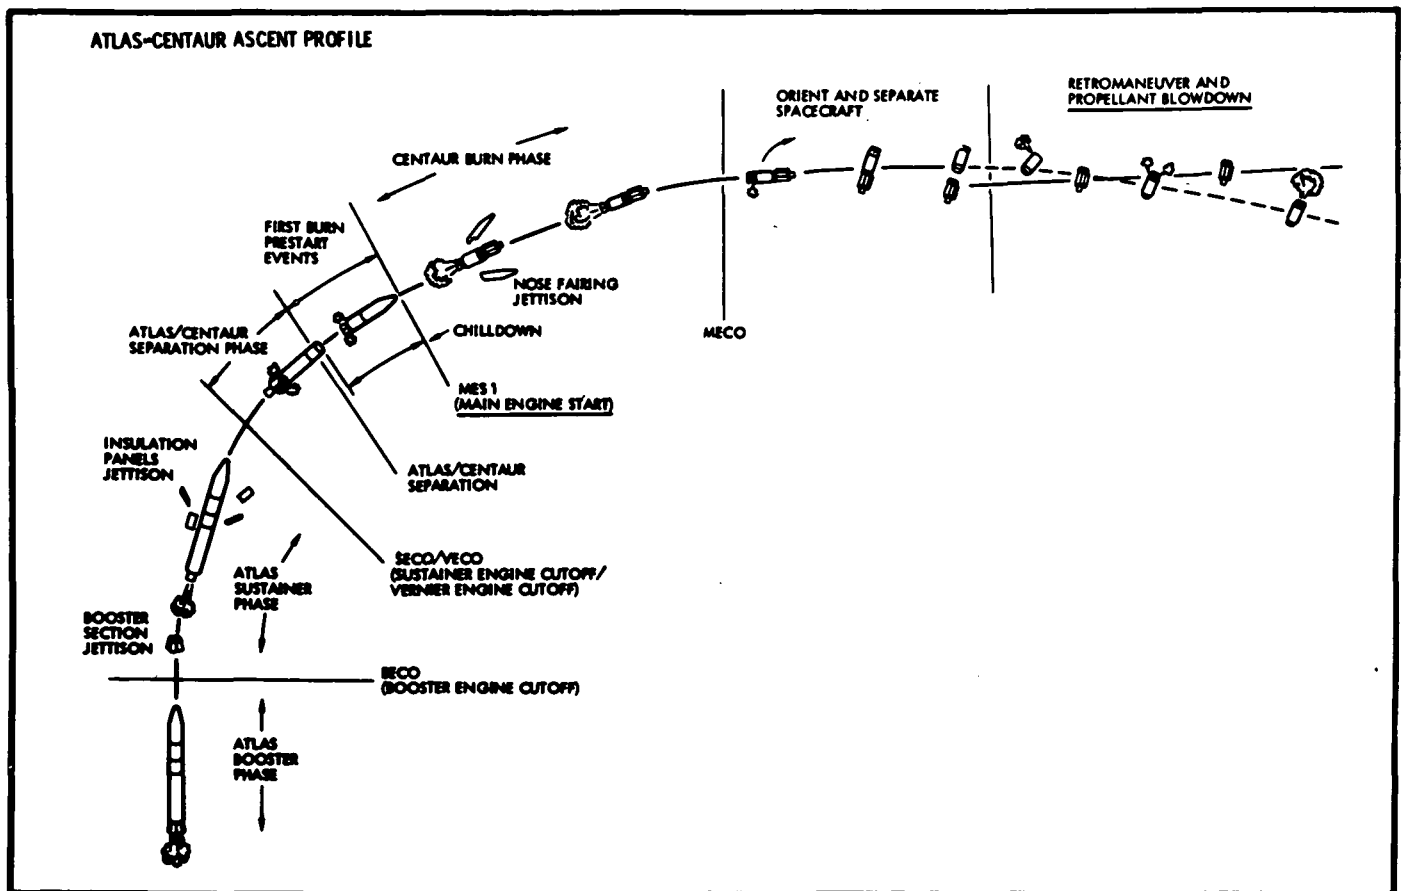 ATLAS-CENTAUR ASCENT PROFILE
RETROMANEUVER AND
PROPELLANT BLOWDOWN
ORIENT AND SEPARATE
SPACECRAFT
CENTAUR BURN PHASE
FIRST BURN
PRESTART
EVENTS
NOSE FAIRING
JETTISON
ATLAS/CENTAUR
SEPARATION PHASE
CHILLDOWN
MECO
MES 1
(MAIN ENGINE START)
INSULATION
PANELS
JETTISON
ATLAS/CENTAUR
SEPARATION
SECO/VECO
(SUSTAINER ENGINE CUTOFF/
VERNIER ENGINE CUTOFF)
ATLAS
SUSTAINER
PHASE
BOOSTER
SECTION
JETTISON
BECO
(BOOSTER ENGINE CUTOFF)
ATLAS
BOOSTER
PHASE